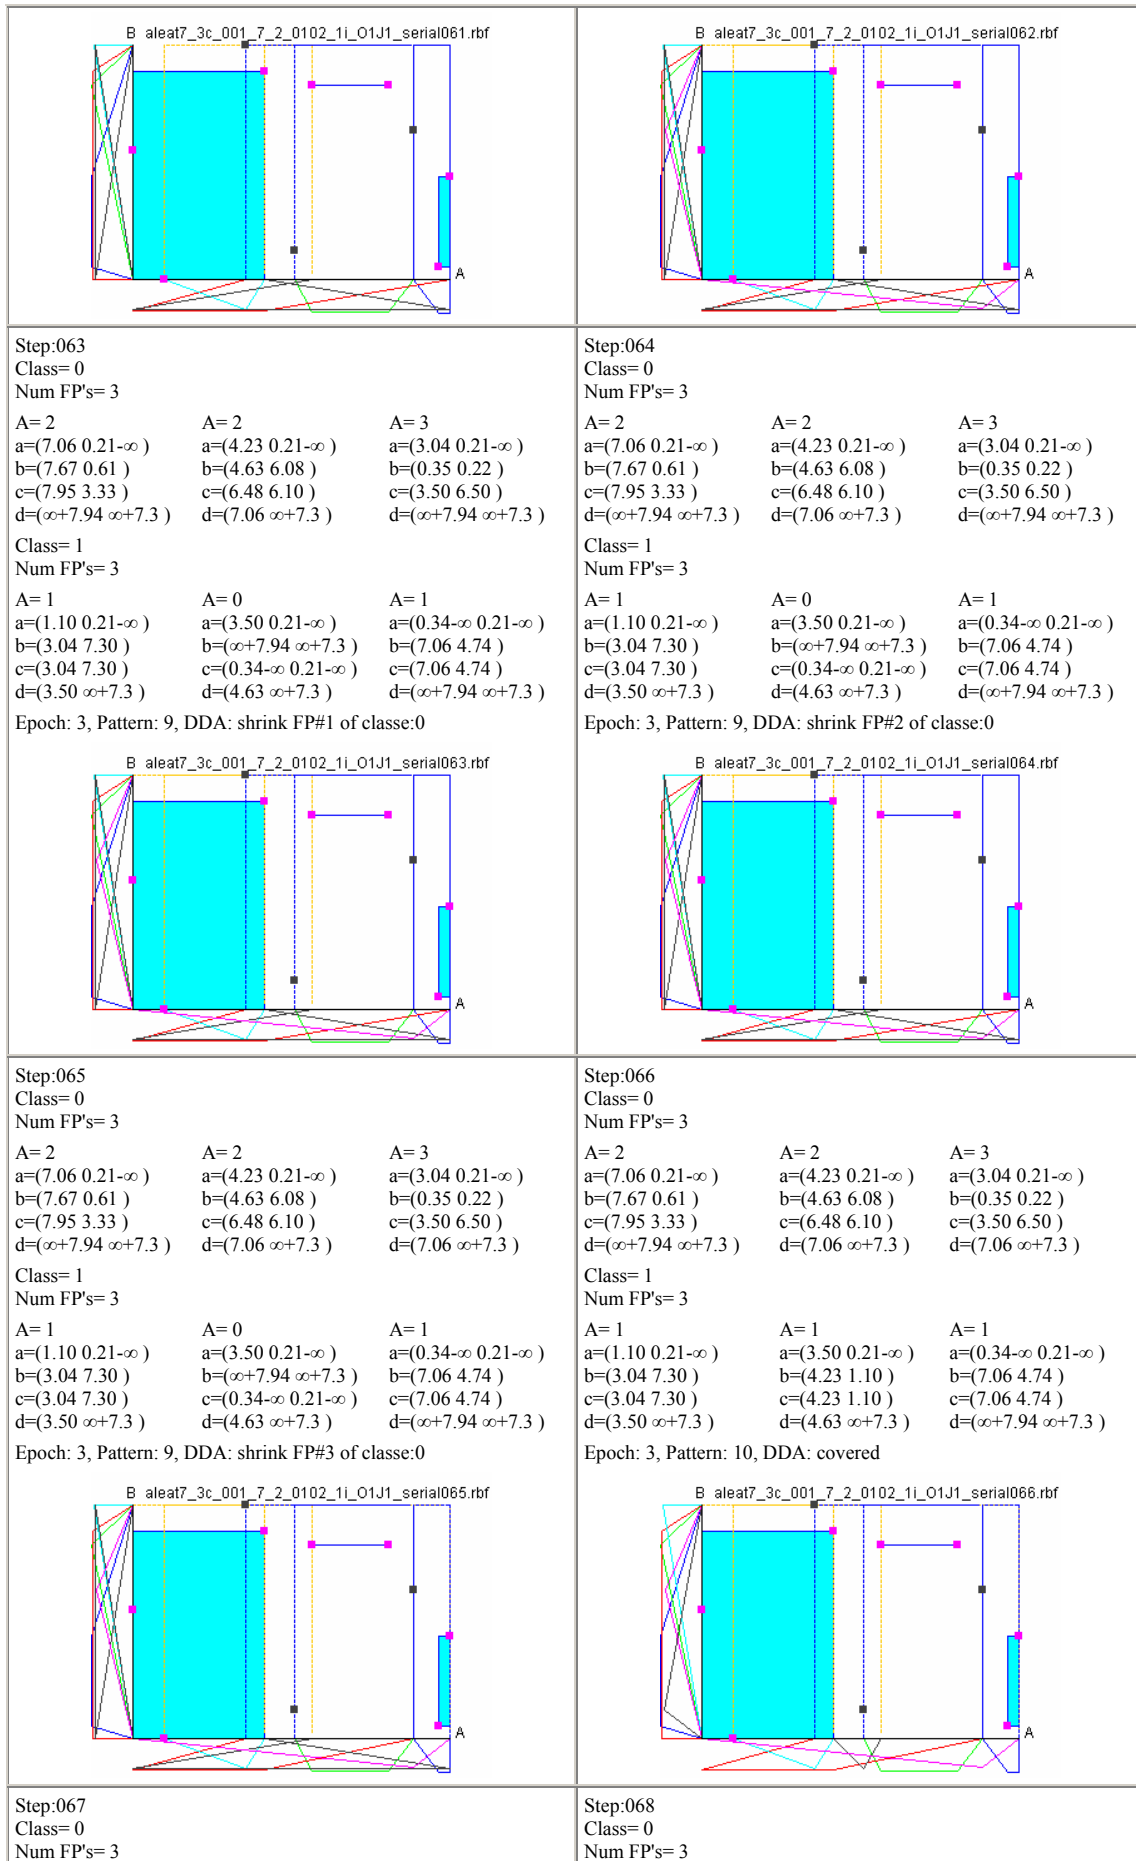 B aleat7_3c_001_7_2_0102_1i_O1J1_serial061.rbf
A
B aleat7_3c_001_7_2_0102_1i_O1J1_serial062.rbf
A
Step:063
Class= 0
Num FP's= 3
A= 2 A= 2 A= 3
a=(7.06 0.21-∞ ) a=(4.23 0.21-∞ ) a=(3.04 0.21-∞ )
b=(7.67 0.61 ) b=(4.63 6.08 ) b=(0.35 0.22 )
c=(7.95 3.33 ) c=(6.48 6.10 ) c=(3.50 6.50 )
d=(∞+7.94 ∞+7.3 ) d=(7.06 ∞+7.3 ) d=(∞+7.94 ∞+7.3 )
Class= 1
Num FP's= 3
A= 1 A= 0 A= 1
a=(1.10 0.21-∞ ) a=(3.50 0.21-∞ ) a=(0.34-∞ 0.21-∞ )
b=(3.04 7.30 ) b=(∞+7.94 ∞+7.3 ) b=(7.06 4.74 )
c=(3.04 7.30 ) c=(0.34-∞ 0.21-∞ ) c=(7.06 4.74 )
d=(3.50 ∞+7.3 ) d=(4.63 ∞+7.3 ) d=(∞+7.94 ∞+7.3 )
Epoch: 3, Pattern: 9, DDA: shrink FP#1 of classe:0
B aleat7_3c_001_7_2_0102_1i_O1J1_serial063.rbf
A
Step:064
Class= 0
Num FP's= 3
A= 2 A= 2 A= 3
a=(7.06 0.21-∞ ) a=(4.23 0.21-∞ ) a=(3.04 0.21-∞ )
b=(7.67 0.61 ) b=(4.63 6.08 ) b=(0.35 0.22 )
c=(7.95 3.33 ) c=(6.48 6.10 ) c=(3.50 6.50 )
d=(∞+7.94 ∞+7.3 ) d=(7.06 ∞+7.3 ) d=(∞+7.94 ∞+7.3 )
Class= 1
Num FP's= 3
A= 1 A= 0 A= 1
a=(1.10 0.21-∞ ) a=(3.50 0.21-∞ ) a=(0.34-∞ 0.21-∞ )
b=(3.04 7.30 ) b=(∞+7.94 ∞+7.3 ) b=(7.06 4.74 )
c=(3.04 7.30 ) c=(0.34-∞ 0.21-∞ ) c=(7.06 4.74 )
d=(3.50 ∞+7.3 ) d=(4.63 ∞+7.3 ) d=(∞+7.94 ∞+7.3 )
Epoch: 3, Pattern: 9, DDA: shrink FP#2 of classe:0
B aleat7_3c_001_7_2_0102_1i_O1J1_serial064.rbf
A
Step:065
Class= 0
Num FP's= 3
A= 2 A= 2 A= 3
a=(7.06 0.21-∞ ) a=(4.23 0.21-∞ ) a=(3.04 0.21-∞ )
b=(7.67 0.61 ) b=(4.63 6.08 ) b=(0.35 0.22 )
c=(7.95 3.33 ) c=(6.48 6.10 ) c=(3.50 6.50 )
d=(∞+7.94 ∞+7.3 ) d=(7.06 ∞+7.3 ) d=(7.06 ∞+7.3 )
Class= 1
Num FP's= 3
A= 1 A= 0 A= 1
a=(1.10 0.21-∞ ) a=(3.50 0.21-∞ ) a=(0.34-∞ 0.21-∞ )
b=(3.04 7.30 ) b=(∞+7.94 ∞+7.3 ) b=(7.06 4.74 )
c=(3.04 7.30 ) c=(0.34-∞ 0.21-∞ ) c=(7.06 4.74 )
d=(3.50 ∞+7.3 ) d=(4.63 ∞+7.3 ) d=(∞+7.94 ∞+7.3 )
Epoch: 3, Pattern: 9, DDA: shrink FP#3 of classe:0
B aleat7_3c_001_7_2_0102_1i_O1J1_serial065.rbf
A
Step:066
Class= 0
Num FP's= 3
A= 2 A= 2 A= 3
a=(7.06 0.21-∞ ) a=(4.23 0.21-∞ ) a=(3.04 0.21-∞ )
b=(7.67 0.61 ) b=(4.63 6.08 ) b=(0.35 0.22 )
c=(7.95 3.33 ) c=(6.48 6.10 ) c=(3.50 6.50 )
d=(∞+7.94 ∞+7.3 ) d=(7.06 ∞+7.3 ) d=(7.06 ∞+7.3 )
Class= 1
Num FP's= 3
A= 1 A= 1 A= 1
a=(1.10 0.21-∞ ) a=(3.50 0.21-∞ ) a=(0.34-∞ 0.21-∞ )
b=(3.04 7.30 ) b=(4.23 1.10 ) b=(7.06 4.74 )
c=(3.04 7.30 ) c=(4.23 1.10 ) c=(7.06 4.74 )
d=(3.50 ∞+7.3 ) d=(4.63 ∞+7.3 ) d=(∞+7.94 ∞+7.3 )
Epoch: 3, Pattern: 10, DDA: covered
B aleat7_3c_001_7_2_0102_1i_O1J1_serial066.rbf
A
Step:067
Class= 0
Num FP's= 3
Step:068
Class= 0
Num FP's= 3